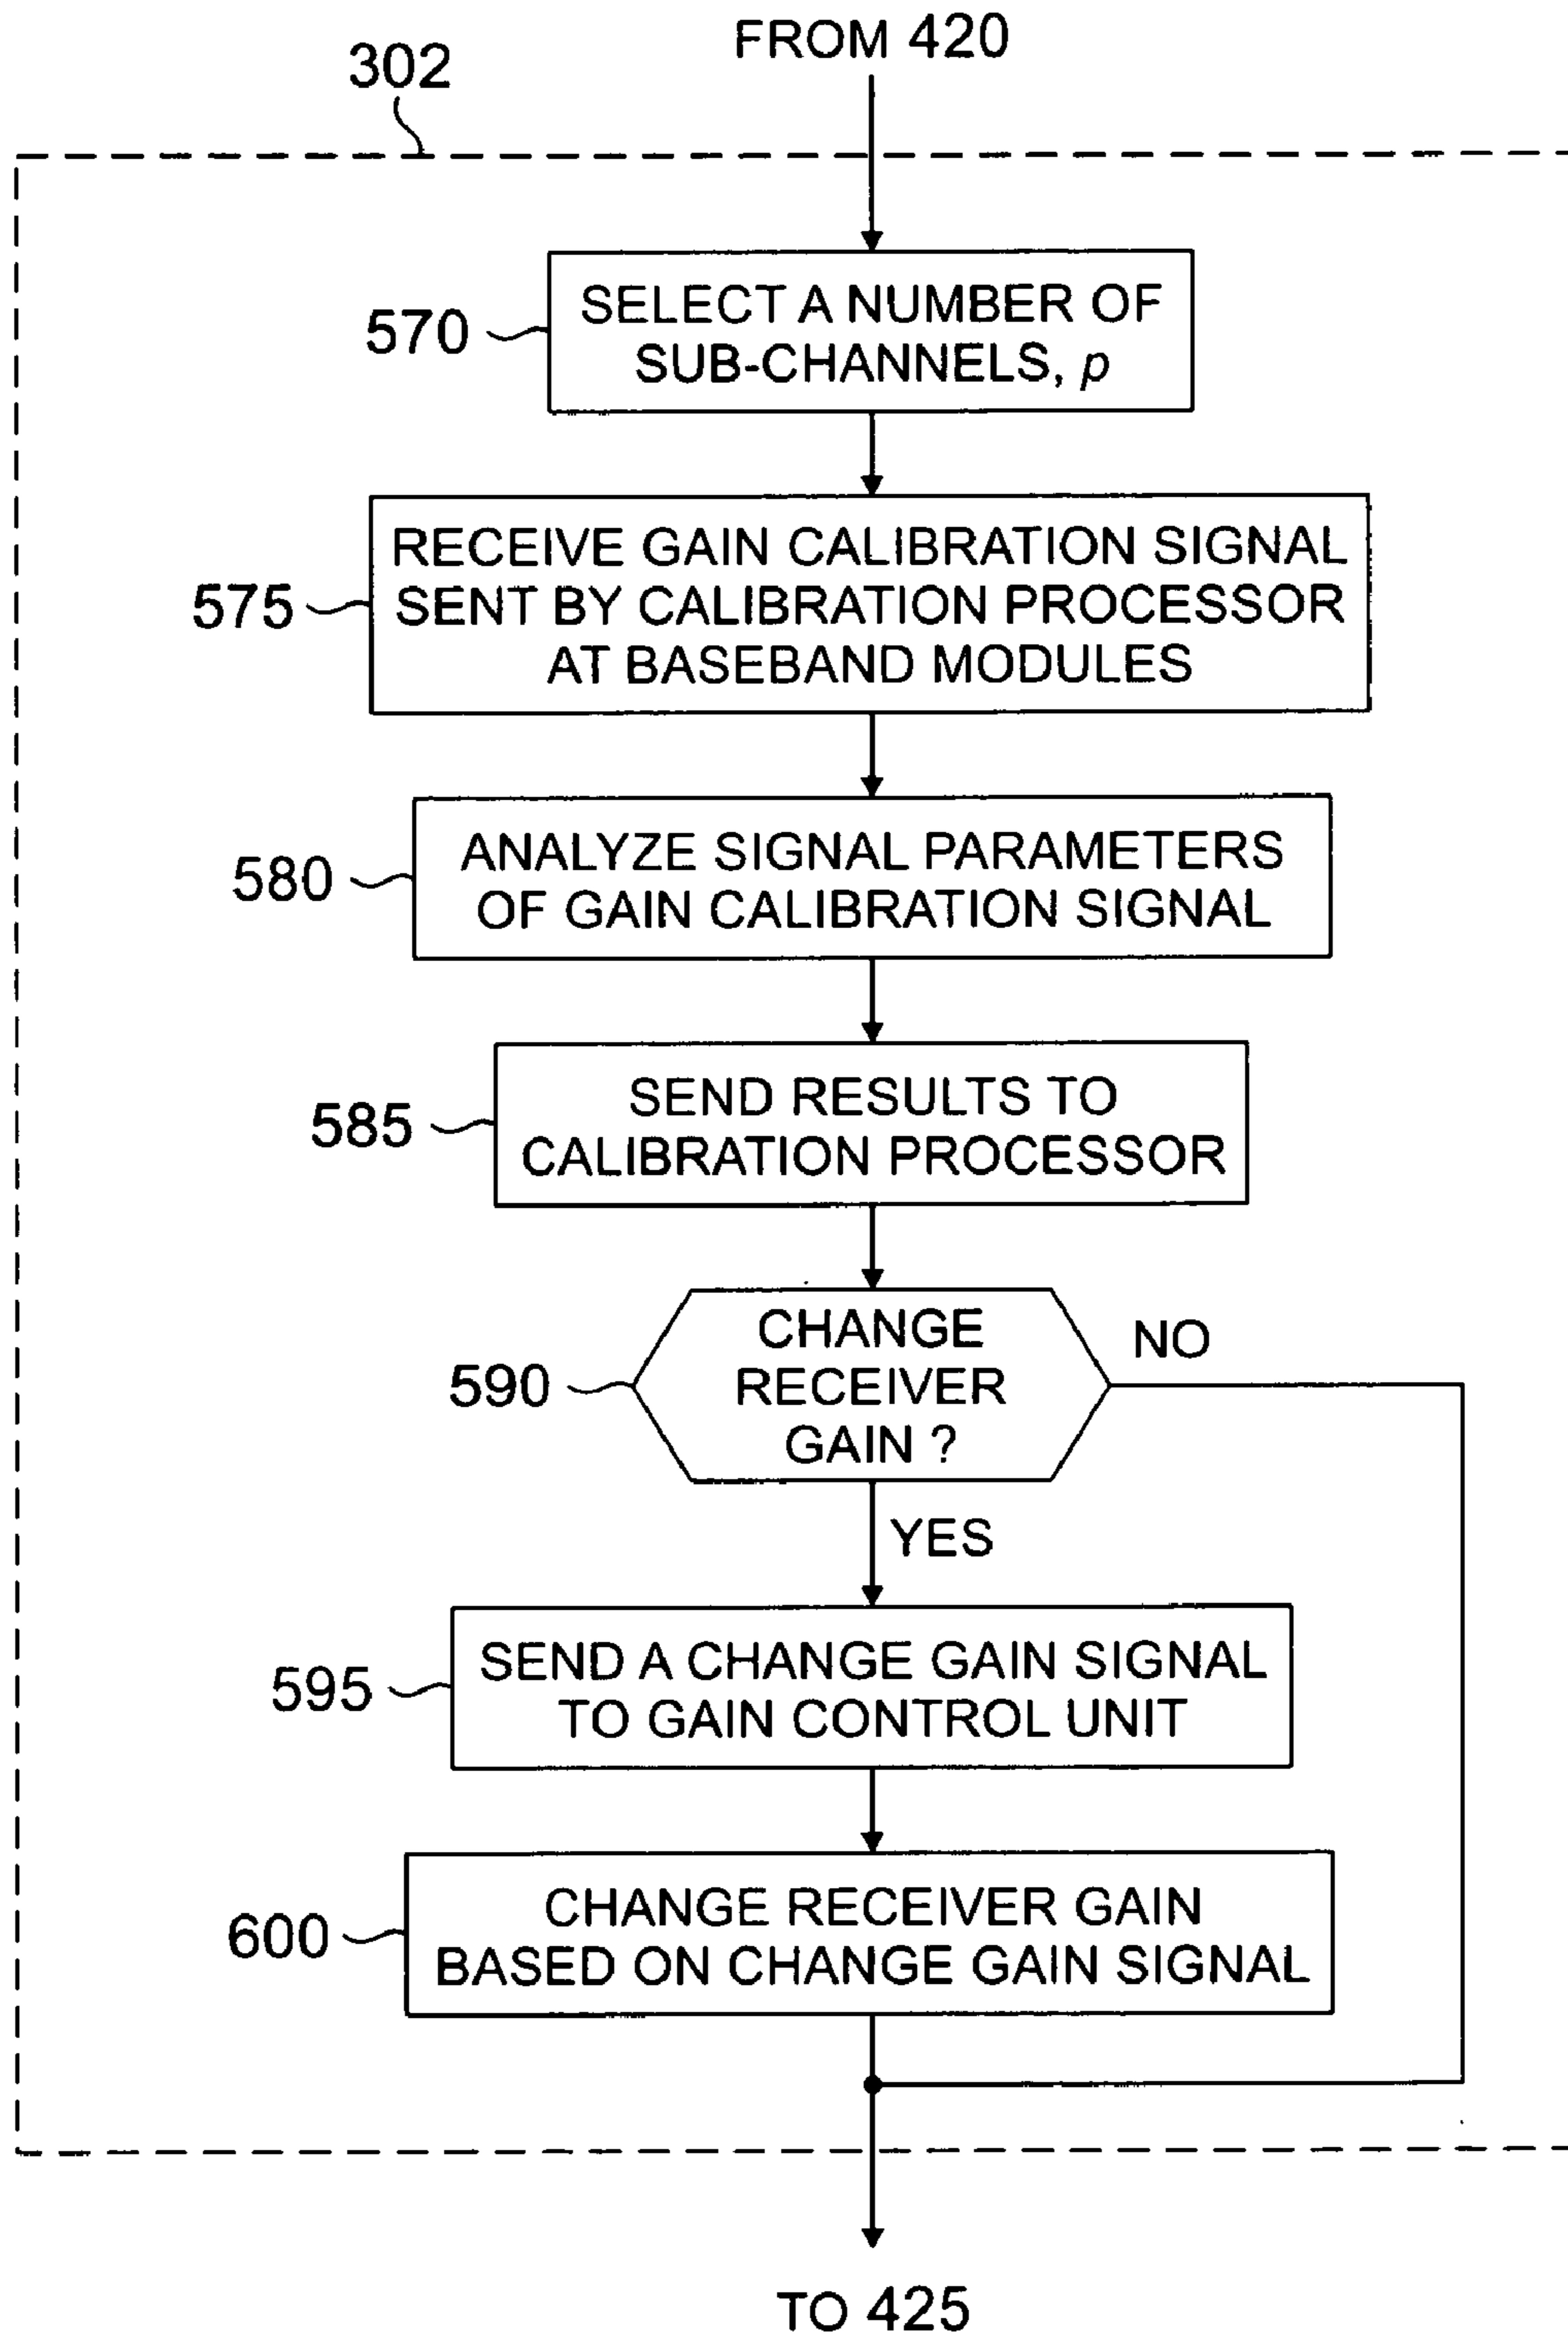 FROM 420
302
570
SELECT A NUMBER OF
SUB-CHANNELS, p
575
RECEIVE GAIN CALIBRATION SIGNAL
SENT BY CALIBRATION PROCESSOR
AT BASEBAND MODULES
580
ANALYZE SIGNAL PARAMETERS
OF GAIN CALIBRATION SIGNAL
585
SEND RESULTS TO
CALIBRATION PROCESSOR
590
CHANGE
RECEIVER
GAIN ?
NO
YES
595
SEND A CHANGE GAIN SIGNAL
TO GAIN CONTROL UNIT
600
CHANGE RECEIVER GAIN
BASED ON CHANGE GAIN SIGNAL
TO 425